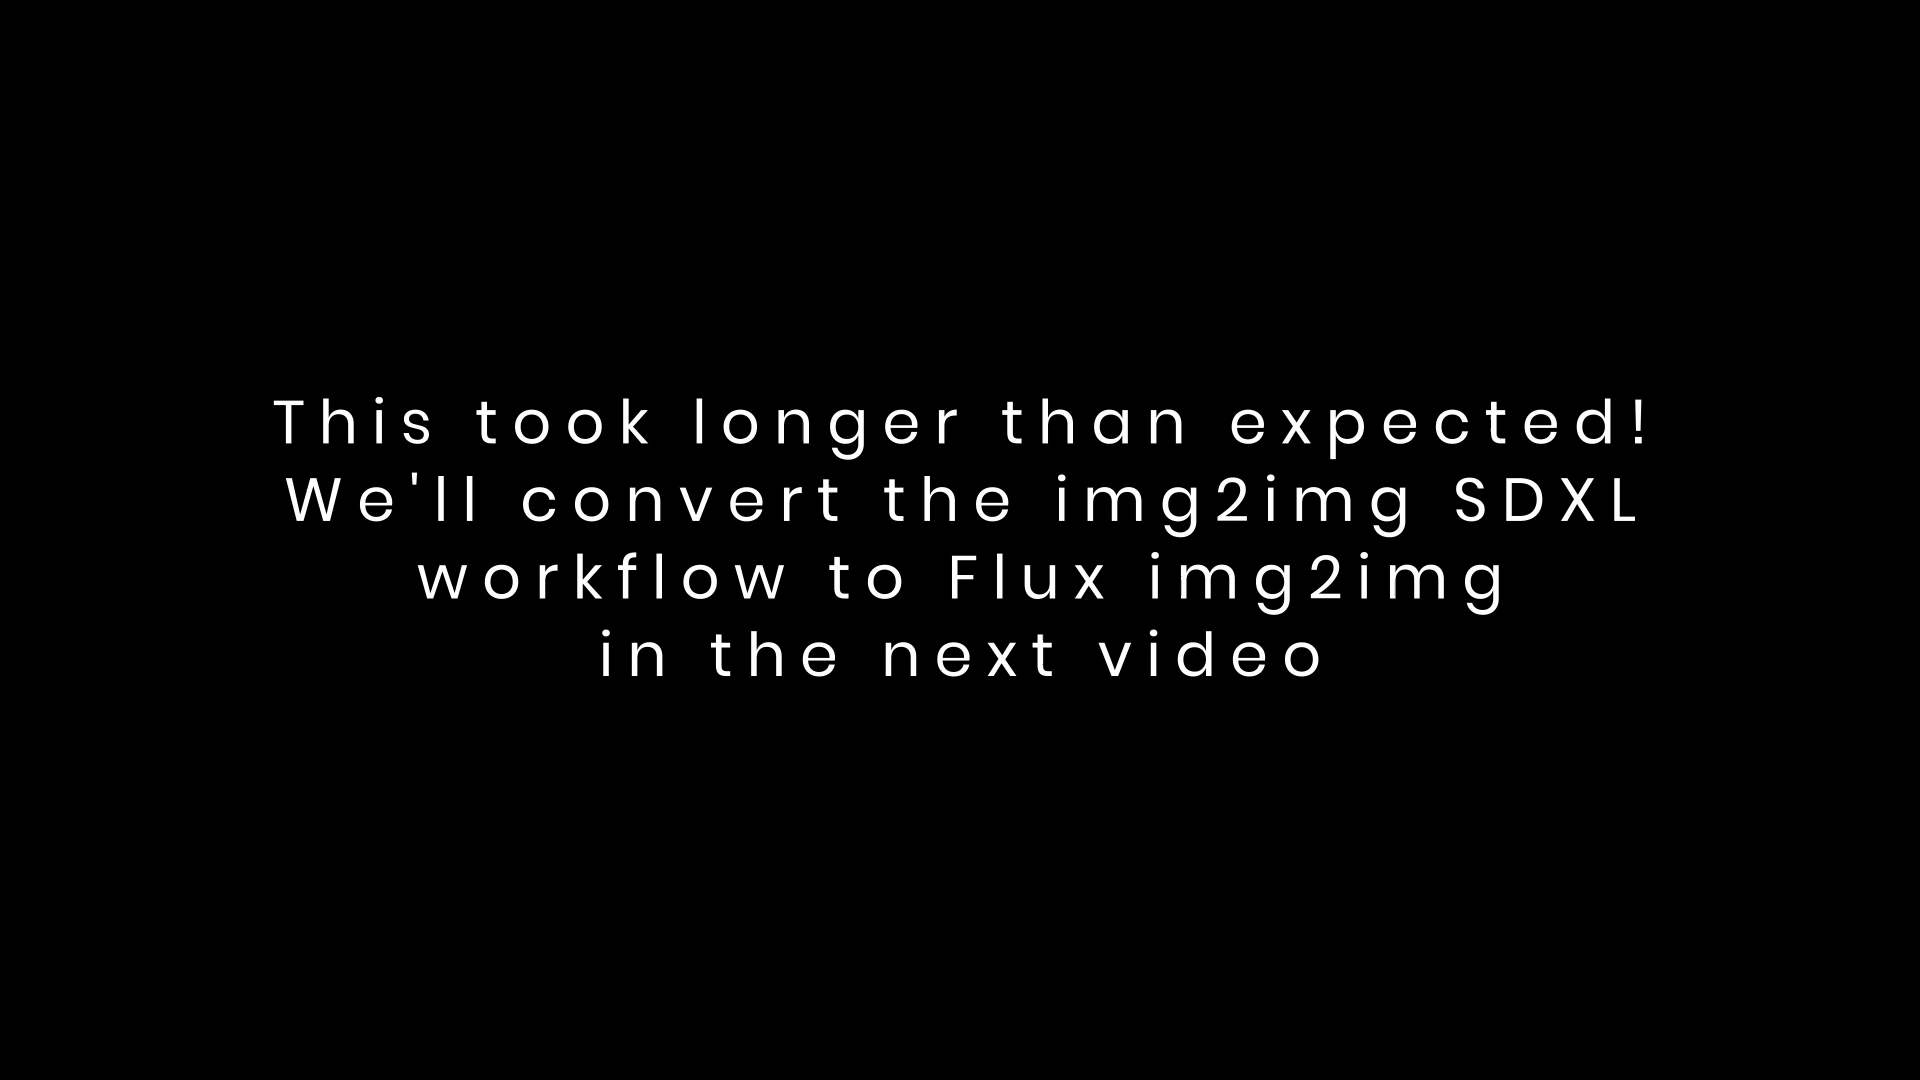 This took longer than expected!
We'll convert the img2img SDXL
workflow to Flux img2img
in the next video